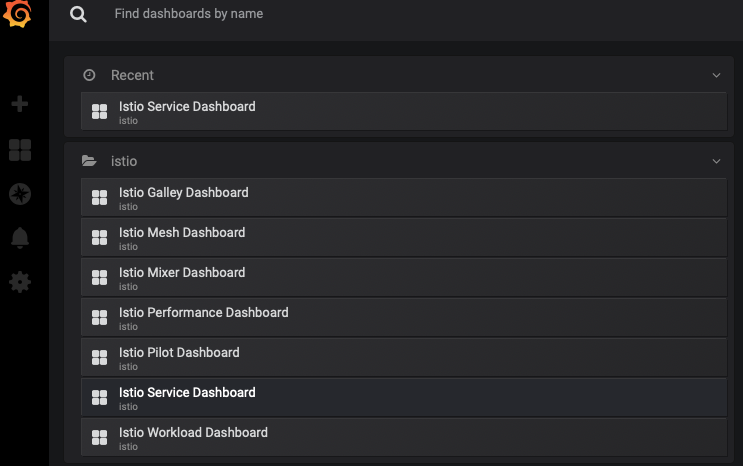 Find dashboards by name
Recent
Istio Service Dashboard
istio
istio
Istio Galley Dashboard
istio
Istio Mesh Dashboard
istio
Istio Mixer Dashboard
istio
Istio Performance Dashboard
istio
Istio Pilot Dashboard
istio
Istio Service Dashboard
istio
Istio Workload Dashboard
istio